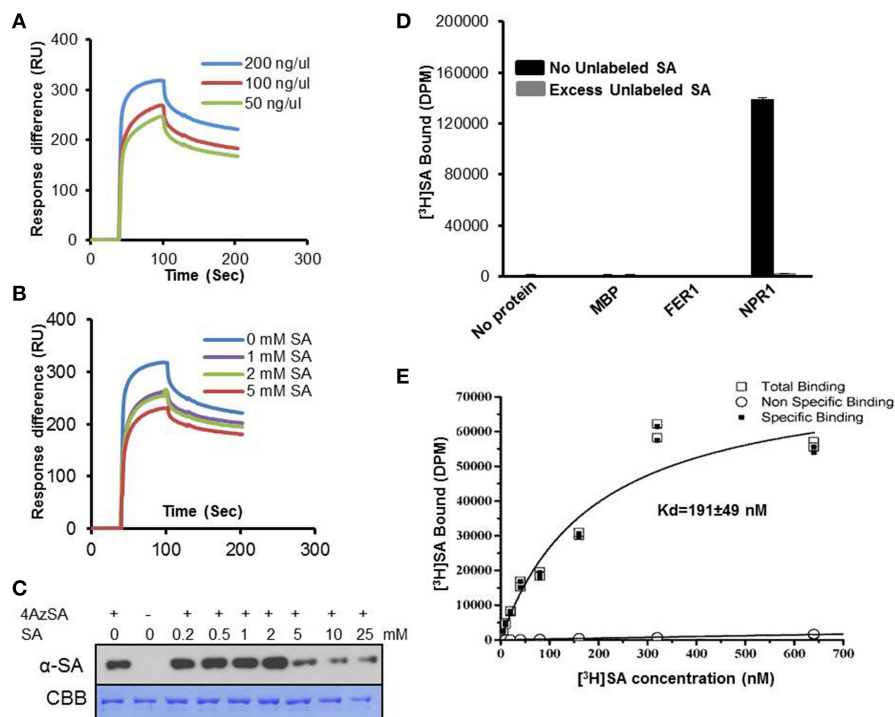 A
400
300
200
100
0
Response difference (RU)
200 ng/ul
100 ng/ul
50 ng/ul
0 100 200 300
Time (Sec)
B
400
300
200
100
0
Response difference (RU)
0 mM SA
1 mM SA
2 mM SA
5 mM SA
Time (Sec)
0 100 200 300
C
4AzSA + - + + + + + + +
SA 0 0 0.2 0.5 1 2 5 10 25 mM
α-SA
CBB
D
200000
160000
120000
80000
40000
0
[³H]SA Bound (DPM)
No Unlabeled SA
Excess Unlabeled SA
No protein
MBP
FER1
NPR1
E
70000
60000
50000
40000
30000
20000
10000
0
[³H]SA Bound (DPM)
Total Binding
Non Specific Binding
Specific Binding
Kd=191±49 nM
0 100 200 300 400 500 600 700
[³H]SA concentration (nM)